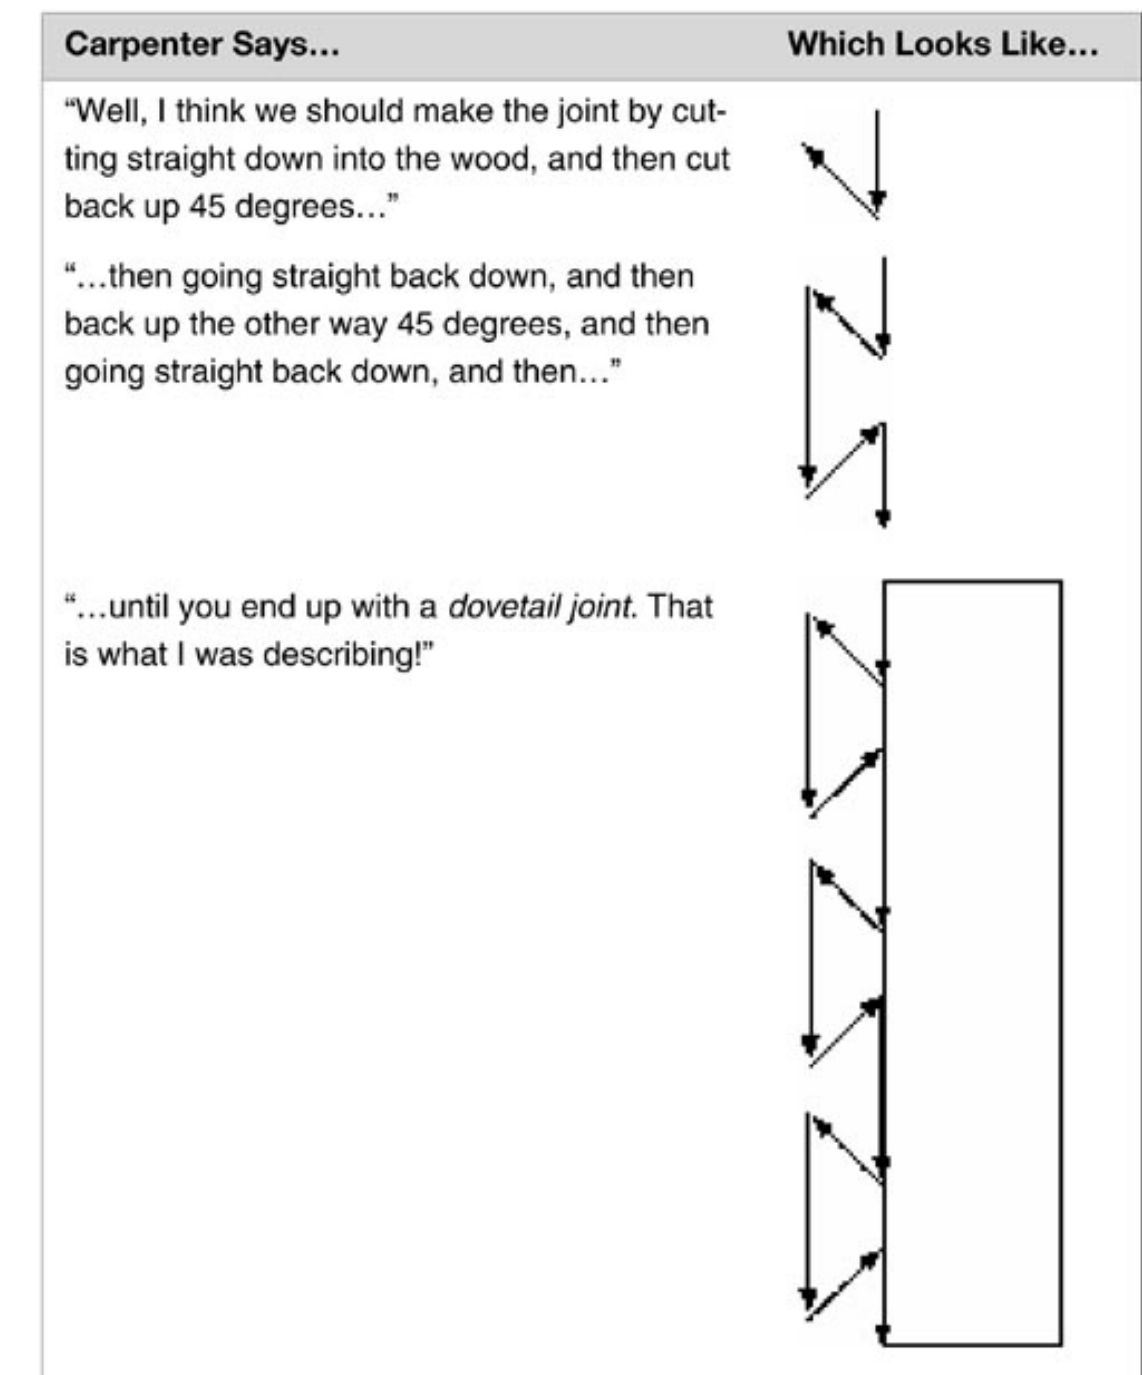 Carpenter Says… Which Looks Like…
“Well, I think we should make the joint by cut-
ting straight down into the wood, and then cut
back up 45 degrees…”
“…then going straight back down, and then
back up the other way 45 degrees, and then
going straight back down, and then…”
“…until you end up with a dovetail joint. That
is what I was describing!”